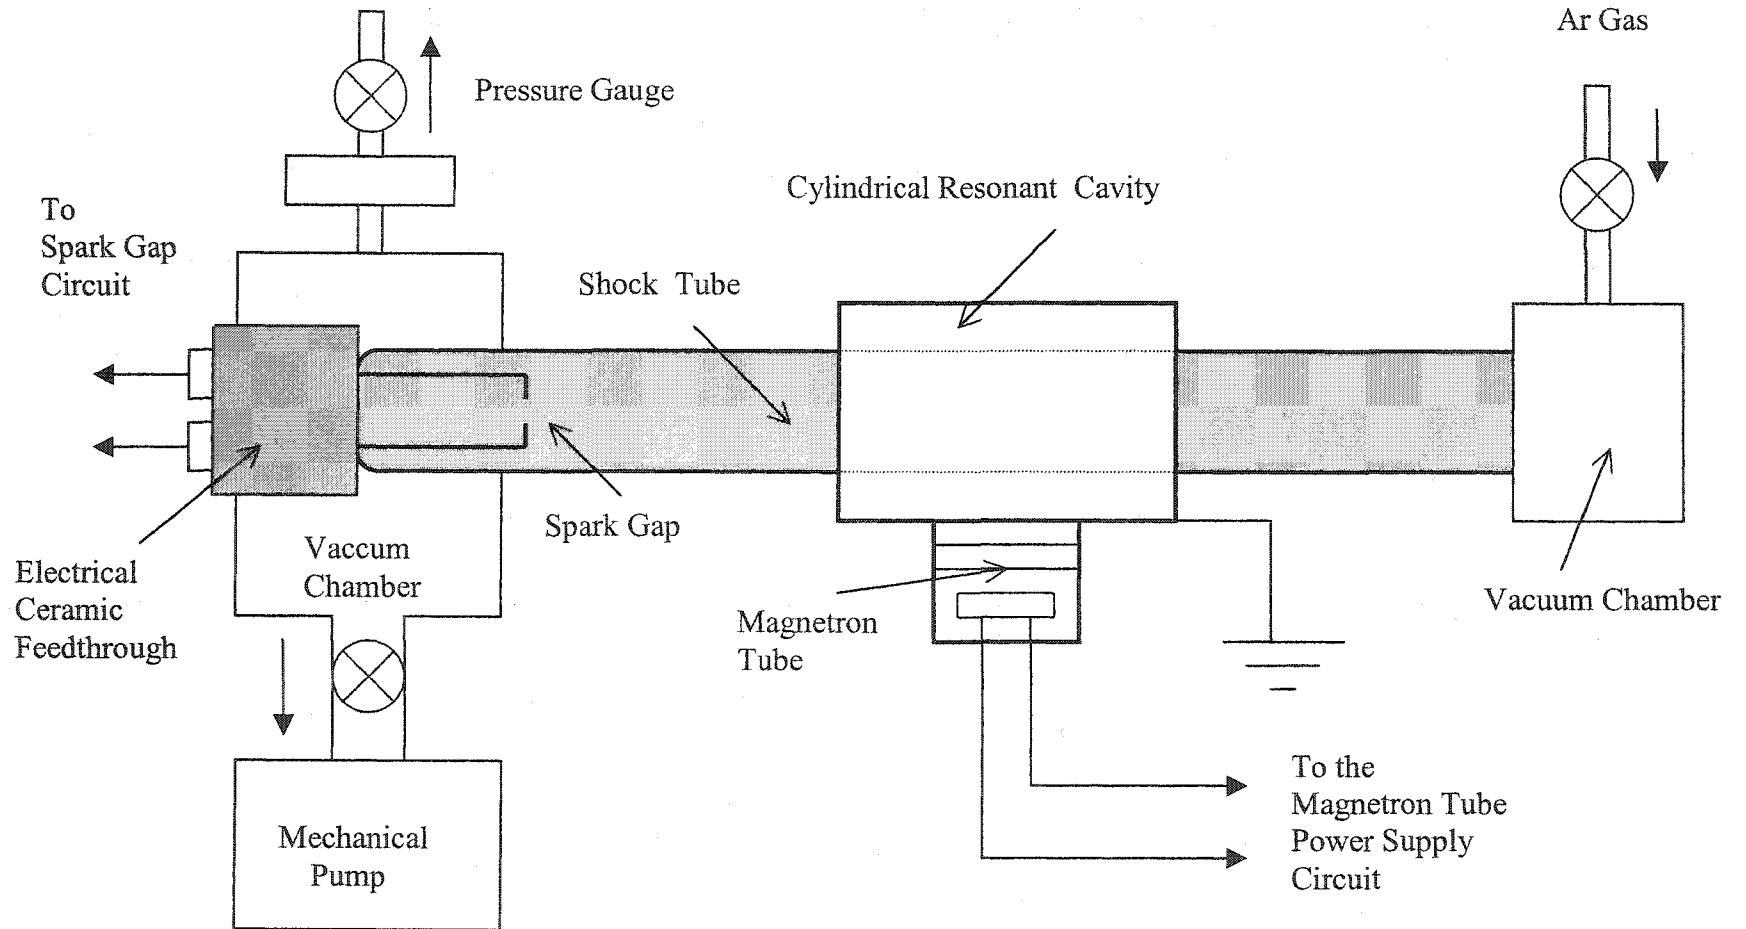 Ar Gas
Pressure Gauge
Cylindrical Resonant Cavity
To
Spark Gap
Circuit
Shock Tube
Spark Gap
Vaccum
Chamber
Electrical
Ceramic
Feedthrough
Magnetron
Tube
Vacuum Chamber
To the
Magnetron Tube
Power Supply
Circuit
Mechanical
Pump